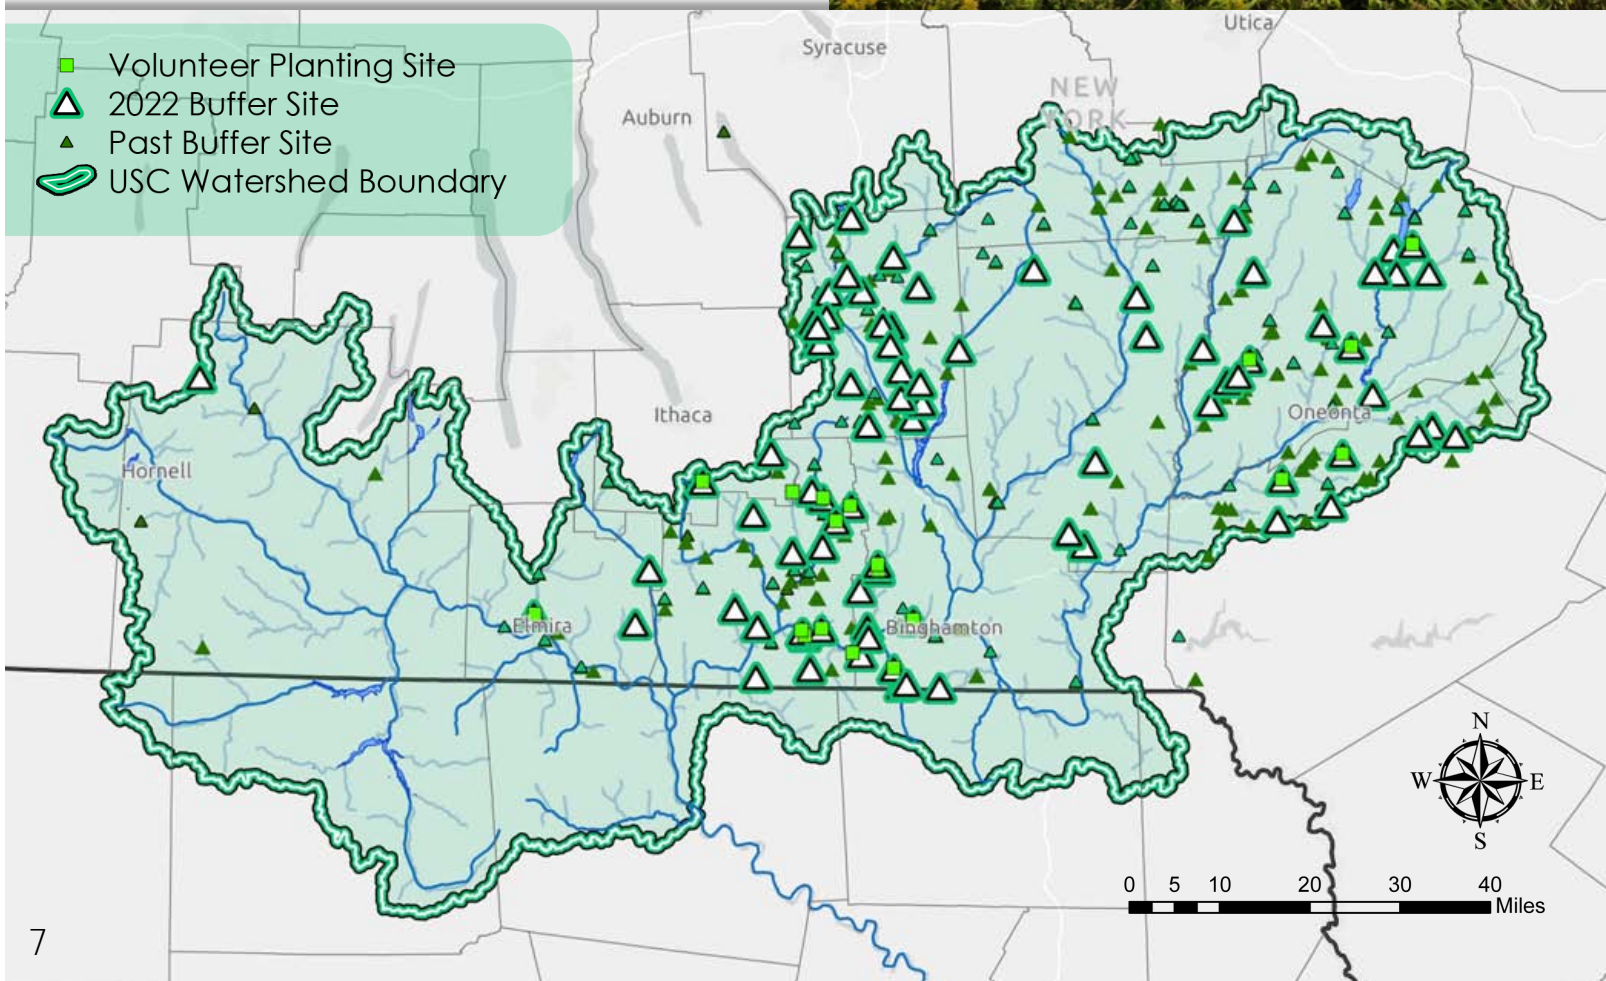 Volunteer Planting Site
2022 Buffer Site
Past Buffer Site
USC Watershed Boundary
Utica
Syracuse
NEW
YORK
Auburn
Ithaca
Oneonta
Hornell
Elmira
Binghamton
N
W E
S
0 5 10 20 30 40
Miles
7